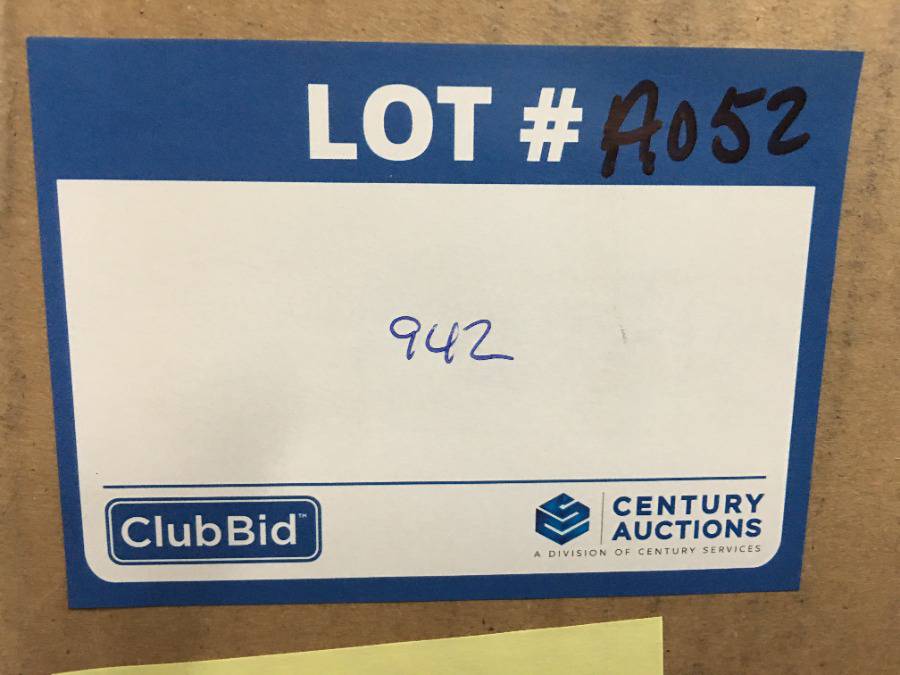 LOT # A052
942
ClubBid™
CENTURY
AUCTIONS
A DIVISION OF CENTURY SERVICES